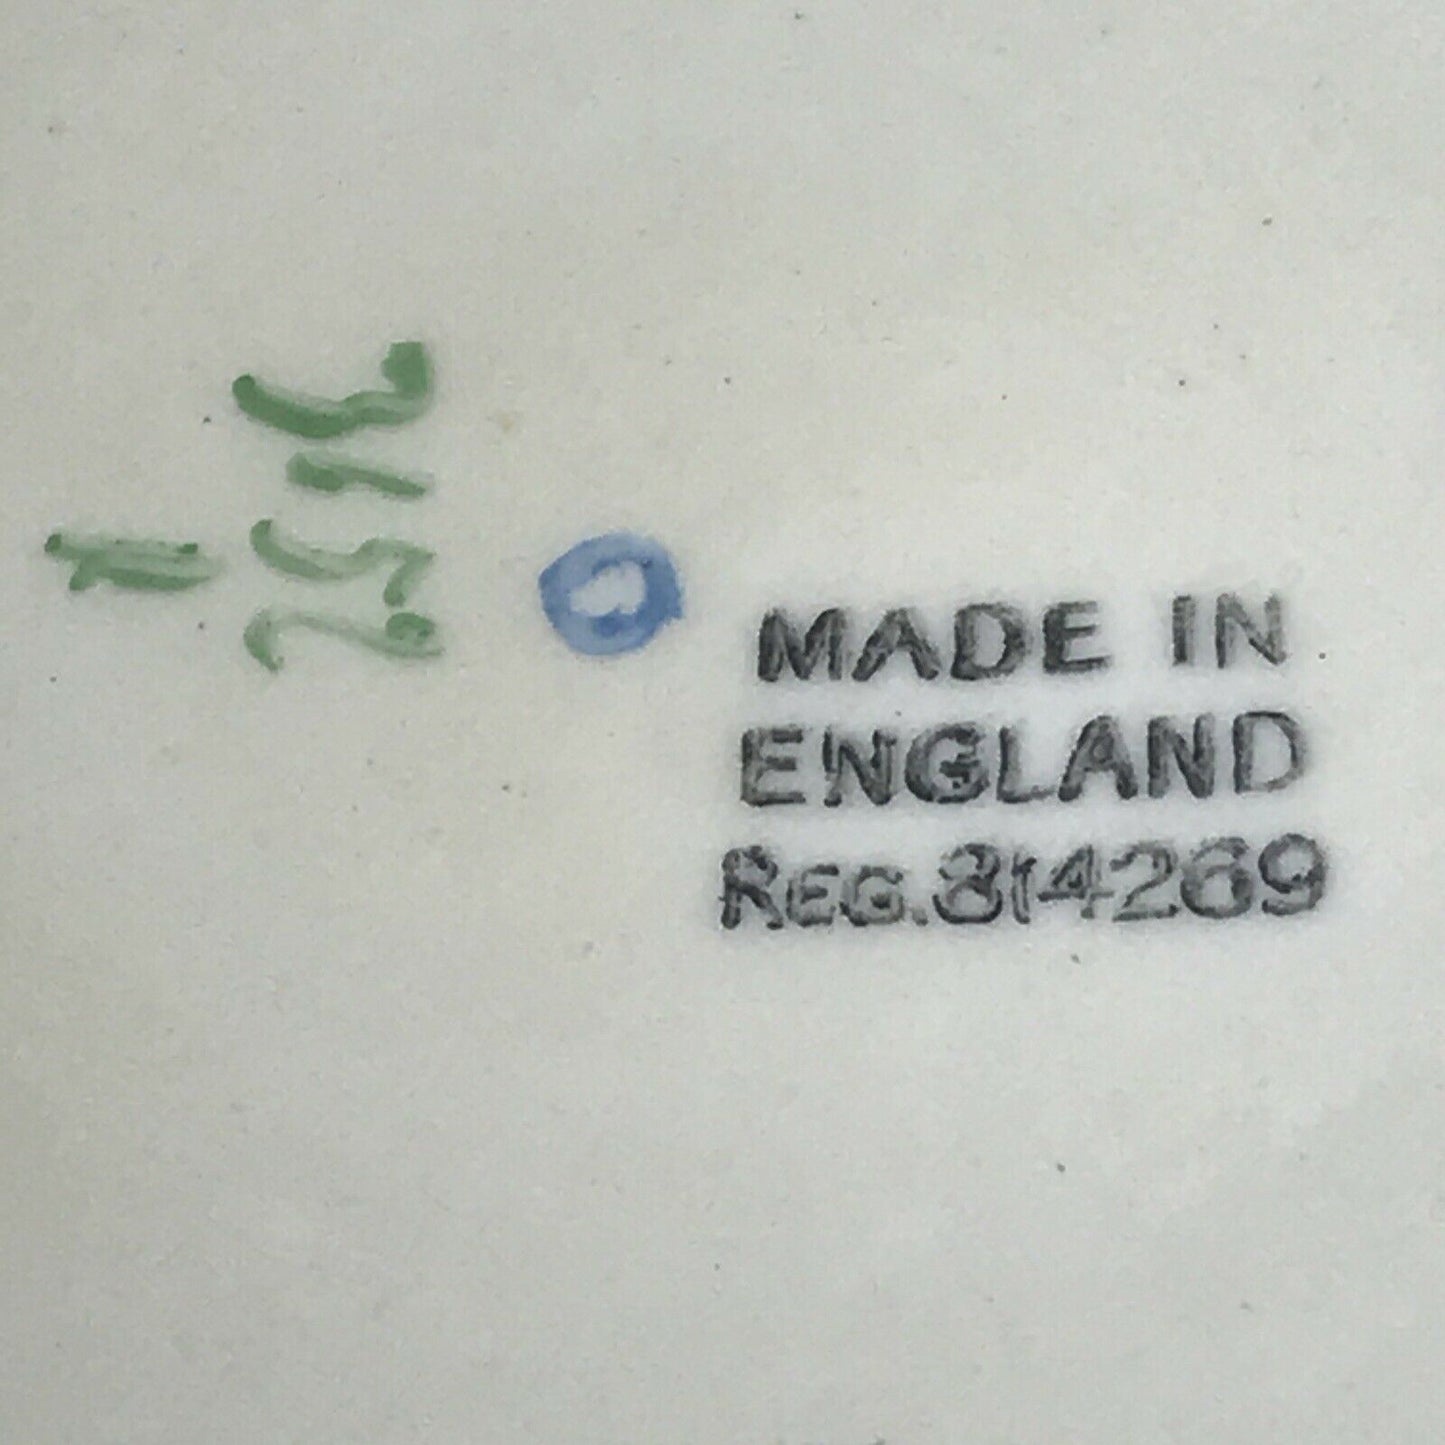 MADE IN
ENGLAND
REG. 814269